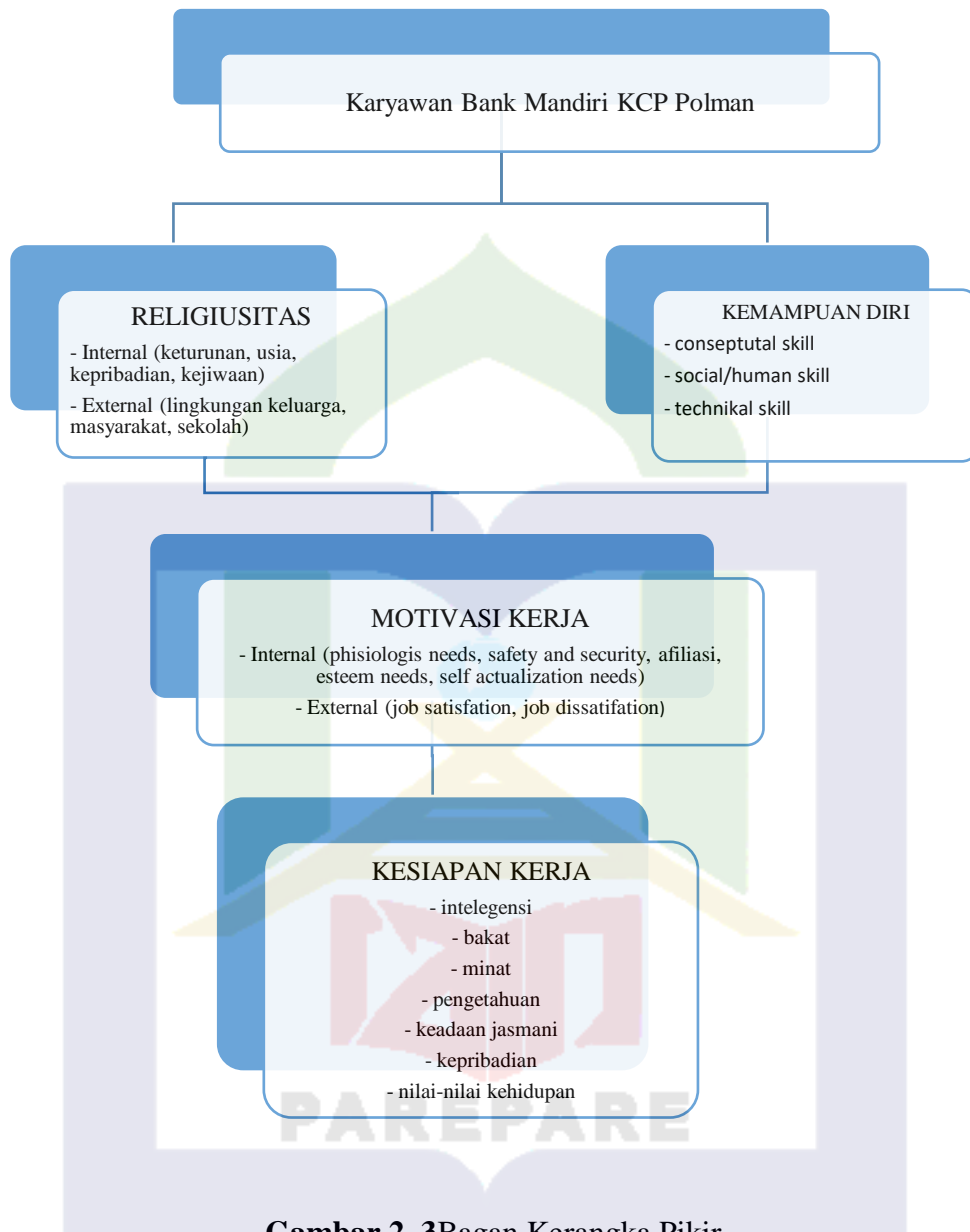 Karyawan Bank Mandiri KCP Polman
RELIGIUSITAS
- Internal (keturunan, usia,
kepribadian, kejiwaan)
- External (lingkungan keluarga,
masyarakat, sekolah)
KEMAMPUAN DIRI
- conseptutal skill
- social/human skill
- technikal skill
MOTIVASI KERJA
- Internal (phisiologis needs, safety and security, afiliasi,
esteem needs, self actualization needs)
- External (job satisfation, job dissatifation)
KESIAPAN KERJA
- intelegensi
- bakat
- minat
- pengetahuan
- keadaan jasmani
- kepribadian
- nilai-nilai kehidupan
PAREPARE
Gambar 2. 3Bagan Kerangka Pikir